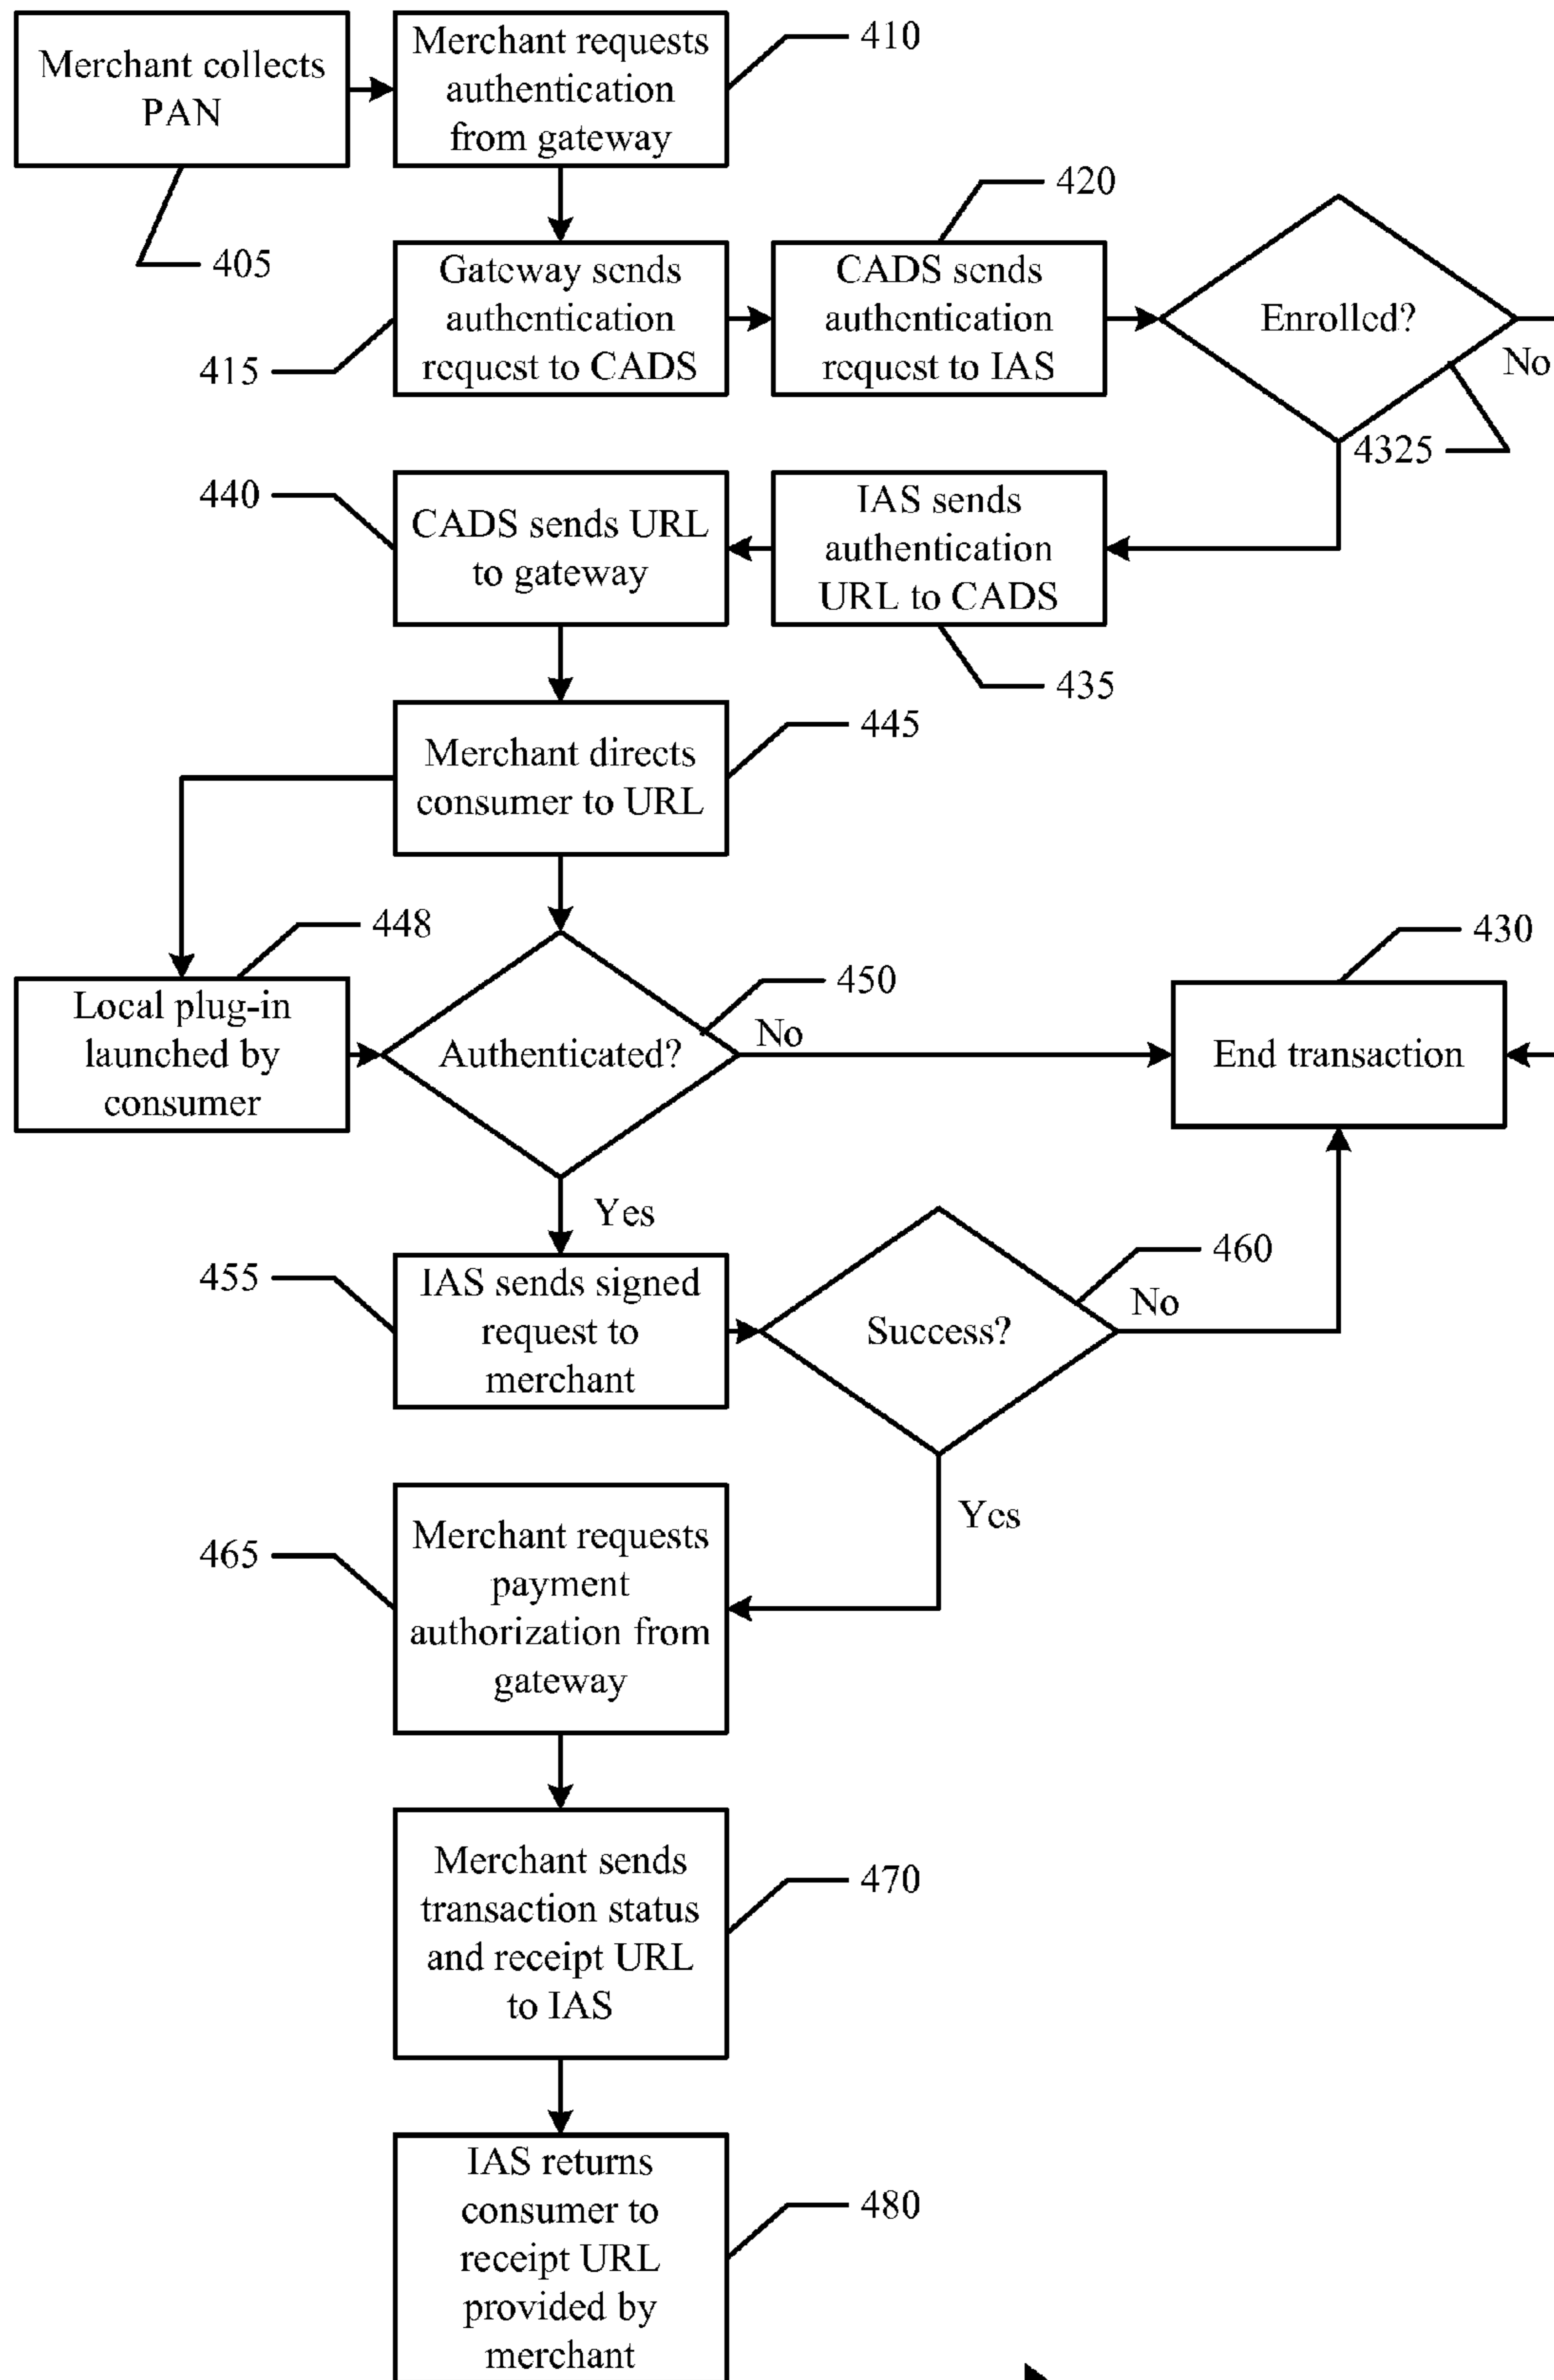 Merchant collects
PAN
405
Merchant requests
authentication
from gateway
410
Gateway sends
authentication
request to CADS
415
CADS sends
authentication
request to IAS
420
Enrolled?
No
4325
IAS sends
authentication
URL to CADS
435
CADS sends URL
to gateway
440
Merchant directs
consumer to URL
445
Local plug-in
launched by
consumer
448
Authenticated?
450
No
Yes
End transaction
430
IAS sends signed
request to
merchant
455
Success?
460
No
Yes
Merchant requests
payment
authorization from
gateway
465
Merchant sends
transaction status
and receipt URL
to IAS
470
IAS returns
consumer to
receipt URL
provided by
merchant
480